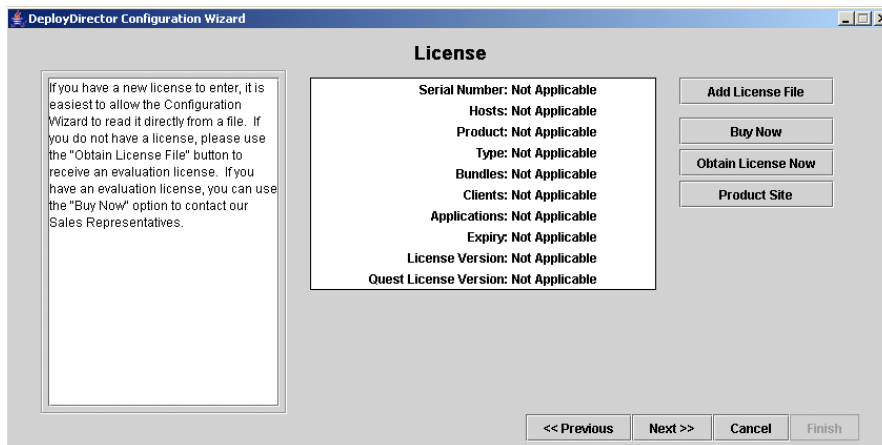 DeployDirector Configuration Wizard
License
If you have a new license to enter, it is
easiest to allow the Configuration
Wizard to read it directly from a file. If
you do not have a license, please use
the "Obtain License File" button to
receive an evaluation license. If you
have an evaluation license, you can use
the "Buy Now" option to contact our
Sales Representatives.
Serial Number: Not Applicable
Hosts: Not Applicable
Product: Not Applicable
Type: Not Applicable
Bundles: Not Applicable
Clients: Not Applicable
Applications: Not Applicable
Expiry: Not Applicable
License Version: Not Applicable
Quest License Version: Not Applicable
Add License File
Buy Now
Obtain License Now
Product Site
<< Previous
Next >>
Cancel
Finish